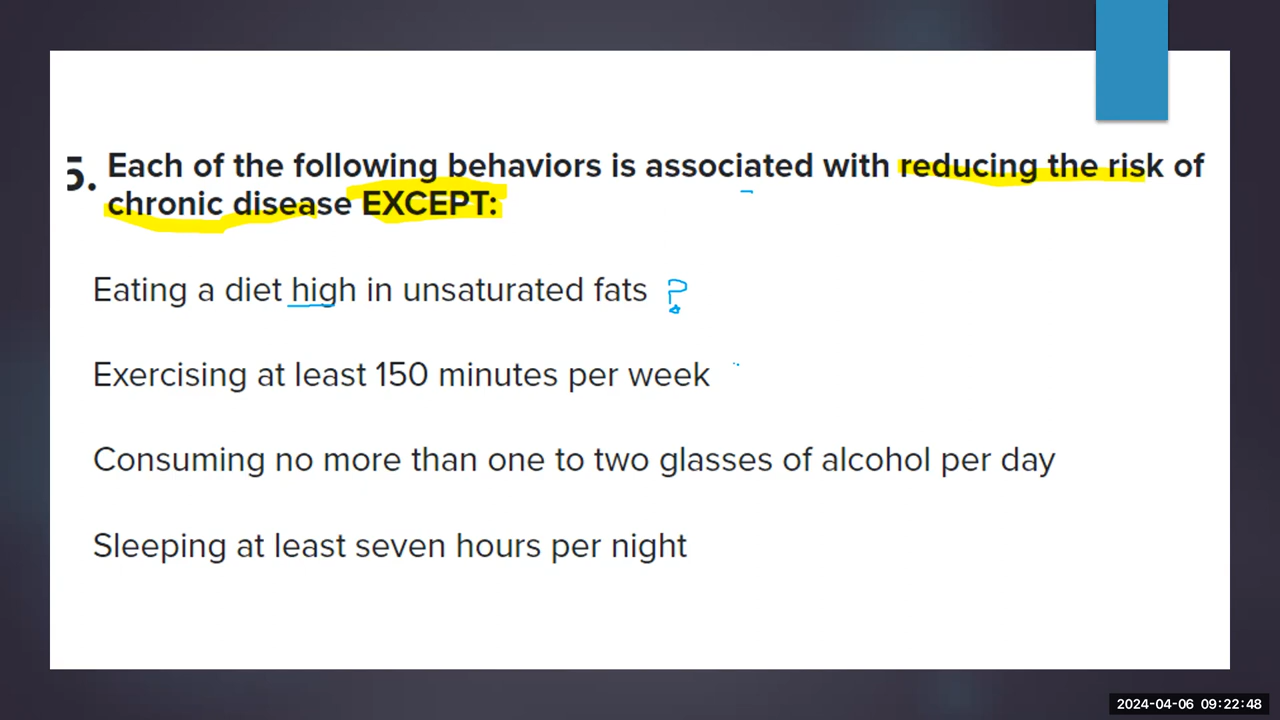 5. Each of the following behaviors is associated with reducing the risk of
chronic disease EXCEPT:
Eating a diet high in unsaturated fats ?
Exercising at least 150 minutes per week
Consuming no more than one to two glasses of alcohol per day
Sleeping at least seven hours per night
2024-04-06 09:22:48